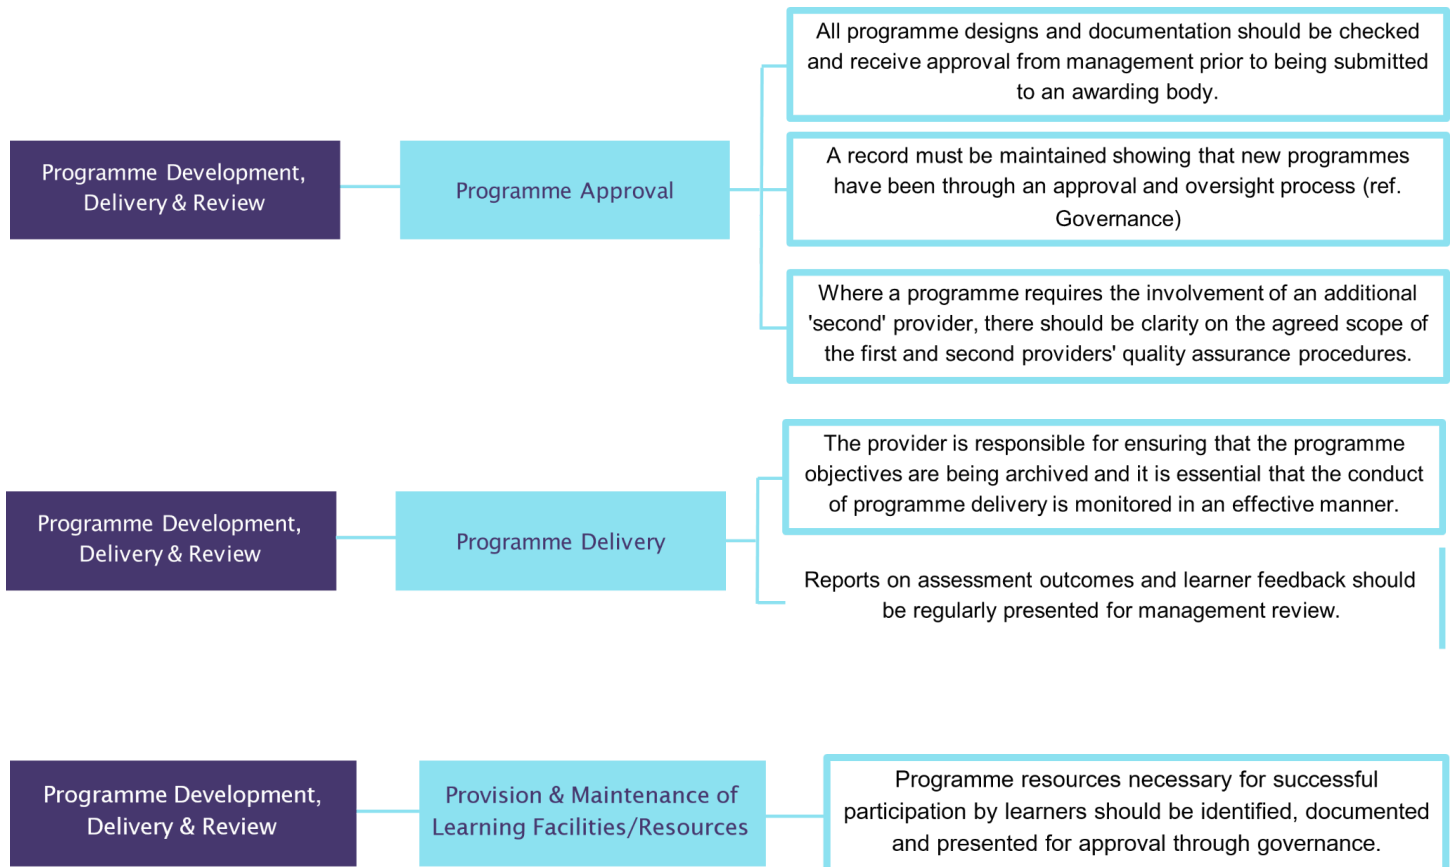 Programme Development,
Delivery & Review
Programme Approval
All programme designs and documentation should be checked
and receive approval from management prior to being submitted
to an awarding body.
A record must be maintained showing that new programmes
have been through an approval and oversight process (ref.
Governance)
Where a programme requires the involvement of an additional
'second' provider, there should be clarity on the agreed scope of
the first and second providers' quality assurance procedures.
Programme Development,
Delivery & Review
Programme Delivery
The provider is responsible for ensuring that the programme
objectives are being archived and it is essential that the conduct
of programme delivery is monitored in an effective manner.
Reports on assessment outcomes and learner feedback should
be regularly presented for management review.
Programme Development,
Delivery & Review
Provision & Maintenance of
Learning Facilities/Resources
Programme resources necessary for successful
participation by learners should be identified, documented
and presented for approval through governance.